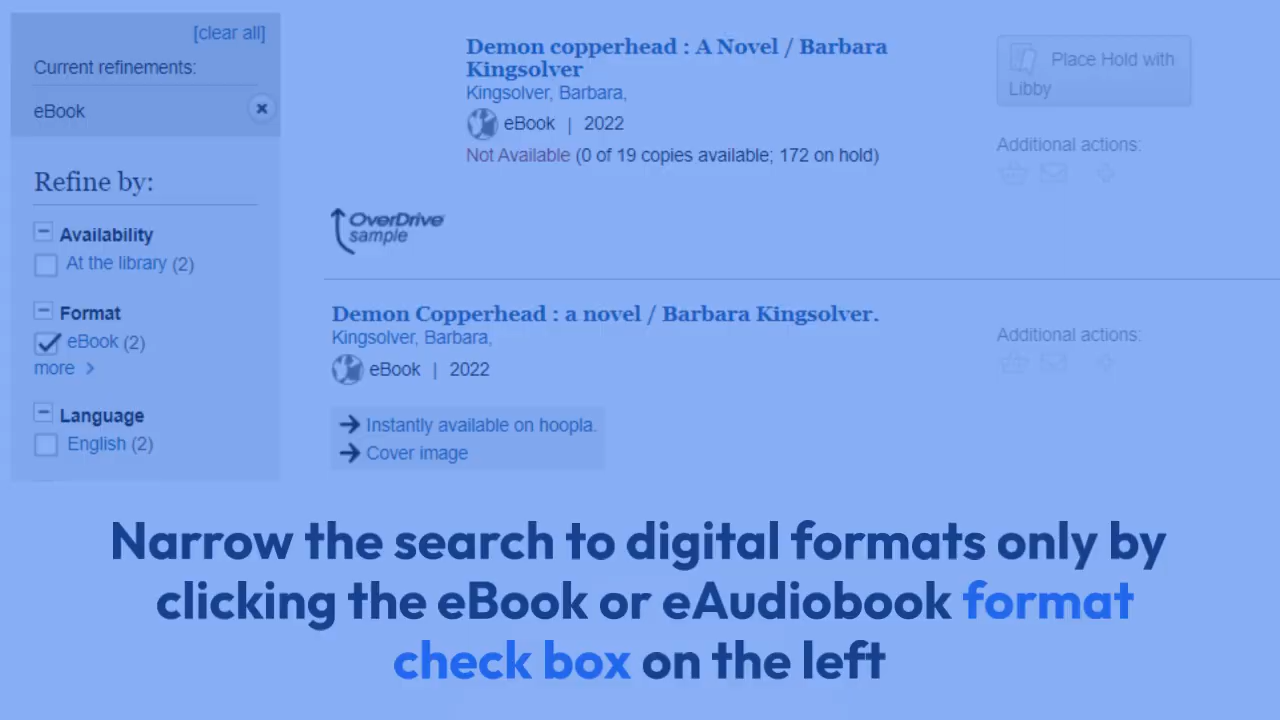 [clear all]
Current refinements:
eBook
Refine by:
Availability
At the library (2)
Format
eBook (2)
more
Language
English (2)
Demon copperhead : A Novel / Barbara
Kingsolver
Kingsolver, Barbara,
eBook | 2022
Not Available (0 of 19 copies available; 172 on hold)
OverDrive
sample
Place Hold with
Libby
Additional actions:
Demon Copperhead : a novel / Barbara Kingsolver.
Kingsolver, Barbara,
eBook | 2022
Instantly available on hoopla.
Cover image
Additional actions:
Narrow the search to digital formats only by
clicking the eBook or eAudiobook format
check box on the left